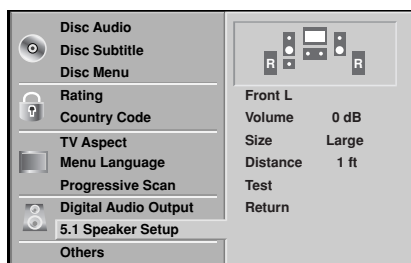 Disc Audio
Disc Subtitle
Disc Menu
Rating
Country Code
TV Aspect
Menu Language
Progressive Scan
Digital Audio Output
5.1 Speaker Setup
Others
R R
Front L
Volume 0 dB
Size Large
Distance 1 ft
Test
Return